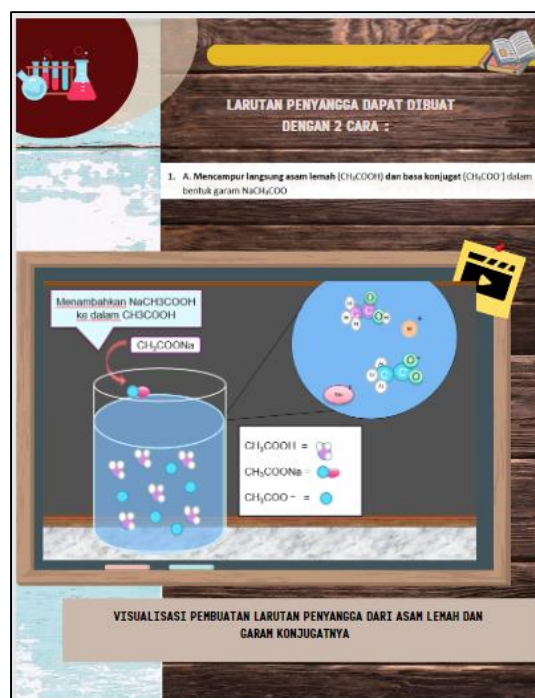 LARUTAN PENYANGGA DAPAT DIBUAT
DENGAN 2 CARA :
1. A. Mencampur langsung asam lemah (CH₃COOH) dan basa konjugat (CH₃COO⁻) dalam
bentuk garam NaCH₃COO
Menambahkan NaCH3COOH
ke dalam CH3COOH
CH₃COONa
CH₃COOH =
CH₃COONa =
CH₃COO⁻ =
VISUALISASI PEMBUATAN LARUTAN PENYANGGA DARI ASAM LEMAH DAN
GARAM KONJUGATNYA